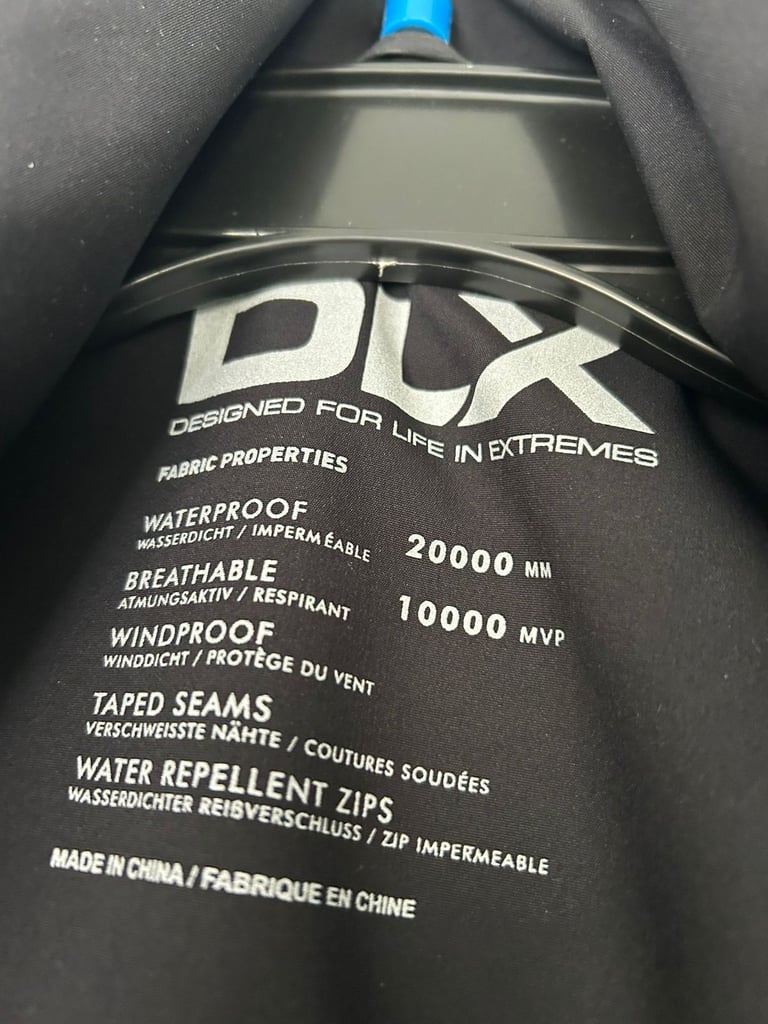 DLX
DESIGNED FOR LIFE IN EXTREMES
FABRIC PROPERTIES
WATERPROOF
WASSERDICHT / IMPERMÉABLE 20000 MM
BREATHABLE
ATMUNGSAKTIV / RESPIRANT 10000 MVP
WINDPROOF
WINDDICHT / PROTÈGE DU VENT
TAPED SEAMS
VERSCHWEISSTE NÄHTE / COUTURES SOUDÉES
WATER REPELLENT ZIPS
WASSERDICHTER REIßVERSCHLUSS / ZIP IMPERMEABLE
MADE IN CHINA / FABRIQUE EN CHINE